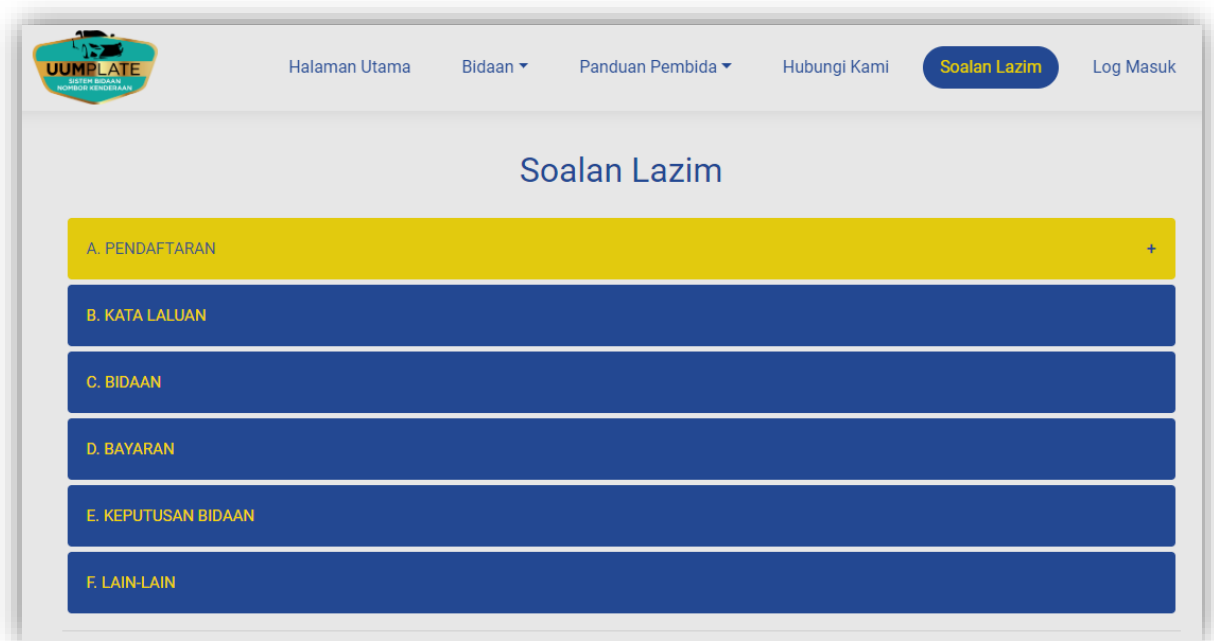 UUMPLATE
SISTEM BIDAAN
NOMBOR KENDERAAN
Halaman Utama
Bidaan
Panduan Pembida
Hubungi Kami
Soalan Lazim
Log Masuk
Soalan Lazim
A. PENDAFTARAN +
B. KATA LALUAN
C. BIDAAN
D. BAYARAN
E. KEPUTUSAN BIDAAN
F. LAIN-LAIN